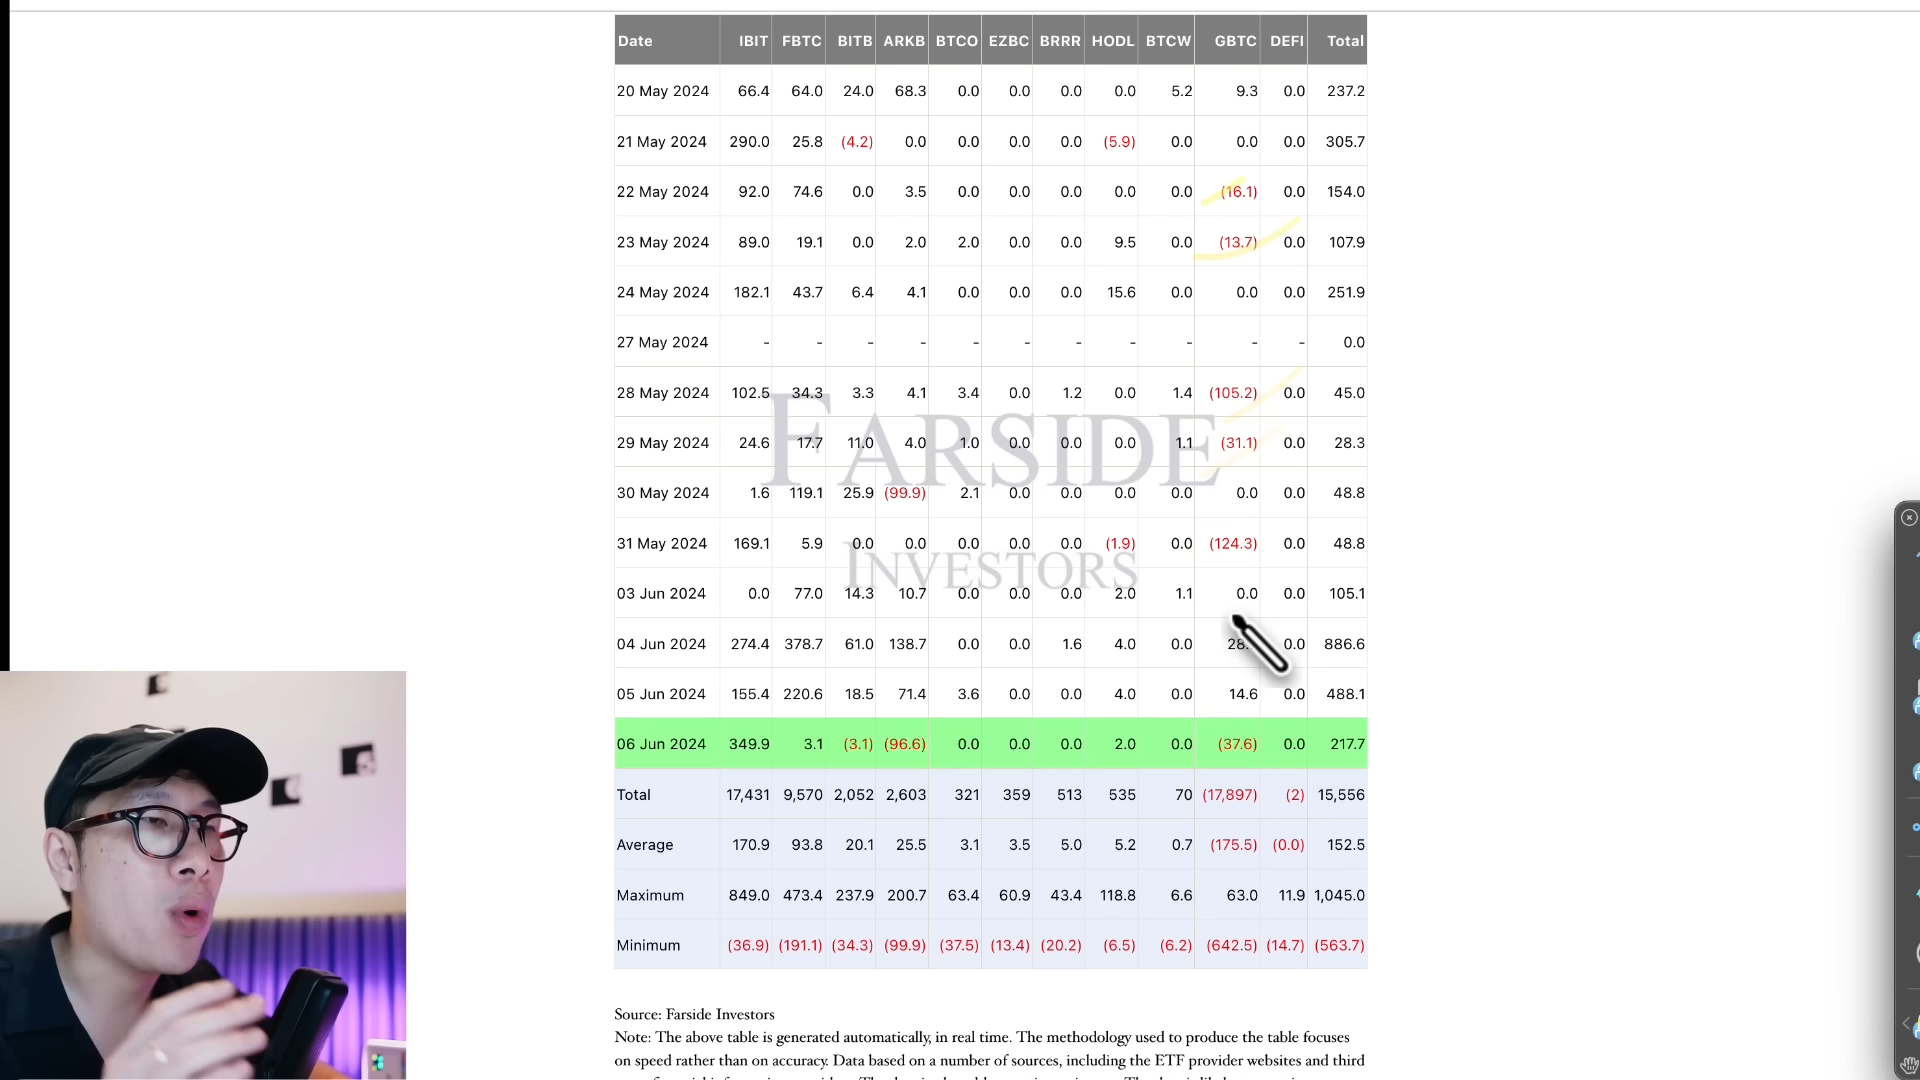 Date IBIT FBTC BITB ARKB BTCO EZBC BRRR HODL BTCW GBTC DEFI Total
20 May 2024 66.4 64.0 24.0 68.3 0.0 0.0 0.0 0.0 5.2 9.3 0.0 237.2
21 May 2024 290.0 25.8 (4.2) 0.0 0.0 0.0 0.0 (5.9) 0.0 0.0 0.0 305.7
22 May 2024 92.0 74.6 0.0 3.5 0.0 0.0 0.0 0.0 0.0 (16.1) 0.0 154.0
23 May 2024 89.0 19.1 0.0 2.0 2.0 0.0 0.0 9.5 0.0 (13.7) 0.0 107.9
24 May 2024 182.1 43.7 6.4 4.1 0.0 0.0 0.0 15.6 0.0 0.0 0.0 251.9
27 May 2024 - - - - - - - - - - - 0.0
28 May 2024 102.5 34.3 3.3 4.1 3.4 0.0 1.2 0.0 1.4 (105.2) 0.0 45.0
FARSIDE
29 May 2024 24.6 17.7 11.0 4.0 1.0 0.0 0.0 0.0 1.1 (31.1) 0.0 28.3
30 May 2024 1.6 119.1 25.9 (99.9) 2.1 0.0 0.0 0.0 0.0 0.0 0.0 48.8
31 May 2024 169.1 5.9 0.0 0.0 0.0 0.0 0.0 (1.9) 0.0 (124.3) 0.0 48.8
INVESTORS
03 Jun 2024 0.0 77.0 14.3 10.7 0.0 0.0 0.0 2.0 1.1 0.0 0.0 105.1
04 Jun 2024 274.4 378.7 61.0 138.7 0.0 0.0 1.6 4.0 0.0 0.0 886.6
05 Jun 2024 155.4 220.6 18.5 71.4 3.6 0.0 0.0 4.0 0.0 14.6 0.0 488.1
06 Jun 2024 349.9 3.1 (3.1) (96.6) 0.0 0.0 0.0 2.0 0.0 (37.6) 0.0 217.7
Total 17,431 9,570 2,052 2,603 321 359 513 535 70 (17,897) (2) 15,556
Average 170.9 93.8 20.1 25.5 3.1 3.5 5.0 5.2 0.7 (175.5) (0.0) 152.5
Maximum 849.0 473.4 237.9 200.7 63.4 60.9 43.4 118.8 6.6 63.0 11.9 1,045.0
Minimum (36.9) (191.1) (34.3) (99.9) (37.5) (13.4) (20.2) (6.5) (6.2) (642.5) (14.7) (563.7)
Source: Farside Investors
Note: The above table is generated automatically, in real time. The methodology used to produce the table focuses
on speed rather than on accuracy. Data based on a number of sources, including the ETF provider websites and third